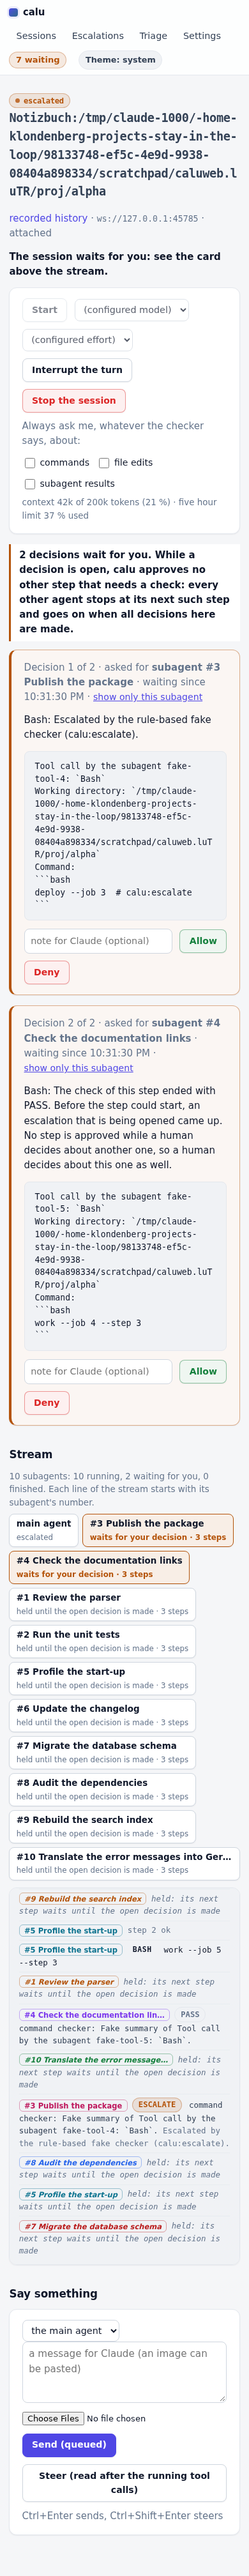 calu
Sessions Escalations Triage Settings
7 waiting Theme: system
● escalated
Notizbuch:/tmp/claude-1000/-home-
klondenberg-projects-stay-in-the-
loop/98133748-ef5c-4e9d-9938-
08404a898334/scratchpad/caluweb.l
uTR/proj/alpha
recorded history · ws://127.0.0.1:45785 ·
attached
The session waits for you: see the card
above the stream.
Start (configured model)
(configured effort)
Interrupt the turn
Stop the session
Always ask me, whatever the checker
says, about:
commands file edits
subagent results
context 42k of 200k tokens (21 %) · five hour
limit 37 % used
2 decisions wait for you. While a
decision is open, calu approves no
other step that needs a check: every
other agent stops at its next such step
and goes on when all decisions here
are made.
Decision 1 of 2 · asked for subagent #3
Publish the package · waiting since
10:31:30 PM · show only this subagent
Bash: Escalated by the rule-based fake
checker (calu:escalate).
Tool call by the subagent fake-
tool-4: `Bash`
Working directory: `/tmp/claude-
1000/-home-klondenberg-projects-
stay-in-the-loop/98133748-ef5c-
4e9d-9938-
08404a898334/scratchpad/caluweb.luT
R/proj/alpha`
Command:
```bash
deploy --job 3  # calu:escalate
```
note for Claude (optional) Allow
Deny
Decision 2 of 2 · asked for subagent #4
Check the documentation links ·
waiting since 10:31:30 PM ·
show only this subagent
Bash: The check of this step ended with
PASS. Before the step could start, an
escalation that is being opened came up.
No step is approved while a human
decides about another one, so a human
decides about this one as well.
Tool call by the subagent fake-
tool-5: `Bash`
Working directory: `/tmp/claude-
1000/-home-klondenberg-projects-
stay-in-the-loop/98133748-ef5c-
4e9d-9938-
08404a898334/scratchpad/caluweb.luT
R/proj/alpha`
Command:
```bash
work --job 4 --step 3
```
note for Claude (optional) Allow
Deny
Stream
10 subagents: 10 running, 2 waiting for you, 0
finished. Each line of the stream starts with its
subagent's number.
main agent
escalated
#3 Publish the package
waits for your decision · 3 steps
#4 Check the documentation links
waits for your decision · 3 steps
#1 Review the parser
held until the open decision is made · 3 steps
#2 Run the unit tests
held until the open decision is made · 3 steps
#5 Profile the start-up
held until the open decision is made · 3 steps
#6 Update the changelog
held until the open decision is made · 3 steps
#7 Migrate the database schema
held until the open decision is made · 3 steps
#8 Audit the dependencies
held until the open decision is made · 3 steps
#9 Rebuild the search index
held until the open decision is made · 3 steps
#10 Translate the error messages into Ger...
held until the open decision is made · 3 steps
#9 Rebuild the search index held: its next
step waits until the open decision is made
#5 Profile the start-up step 2 ok
#5 Profile the start-up BASH work --job 5
--step 3
#1 Review the parser held: its next step
waits until the open decision is made
#4 Check the documentation lin... PASS
command checker: Fake summary of Tool call
by the subagent fake-tool-5: `Bash`.
#10 Translate the error message... held: its
next step waits until the open decision is
made
#3 Publish the package ESCALATE command
checker: Fake summary of Tool call by the
subagent fake-tool-4: `Bash`. Escalated by
the rule-based fake checker (calu:escalate).
#8 Audit the dependencies held: its next
step waits until the open decision is made
#5 Profile the start-up held: its next step
waits until the open decision is made
#7 Migrate the database schema held: its
next step waits until the open decision is
made
Say something
the main agent
a message for Claude (an image can
be pasted)
Choose Files No file chosen
Send (queued)
Steer (read after the running tool
calls)
Ctrl+Enter sends, Ctrl+Shift+Enter steers